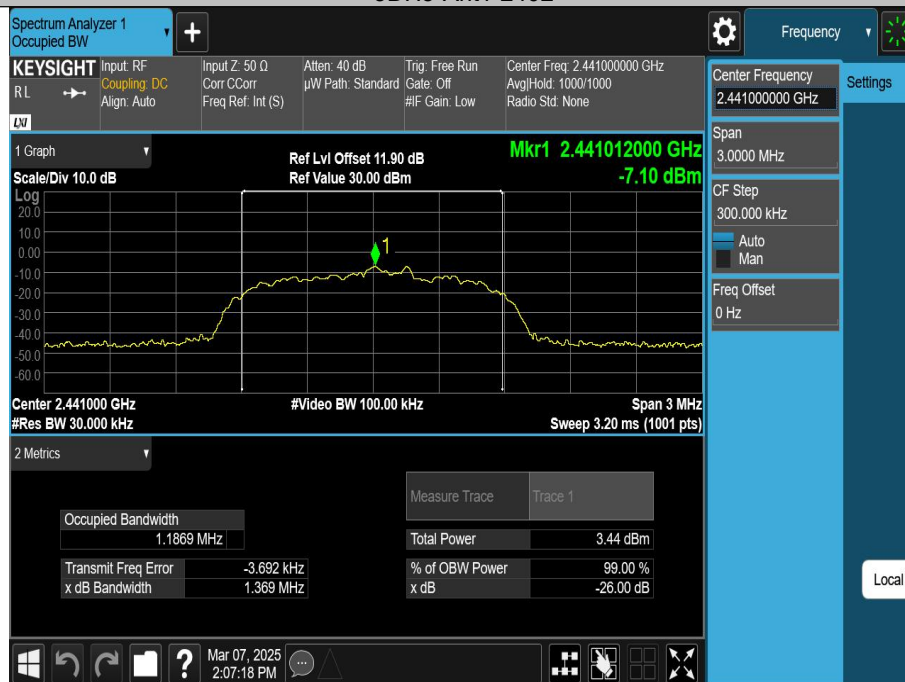 Spectrum Analyzer 1
Occupied BW
Frequency
KEYSIGHT
RL
LXI
Input: RF
Coupling: DC
Align: Auto
Input Z: 50 Ω
Corr CCorr
Freq Ref: Int (S)
Atten: 40 dB
µW Path: Standard
Trig: Free Run
Gate: Off
#IF Gain: Low
Center Freq: 2.441000000 GHz
Avg|Hold: 1000/1000
Radio Std: None
Center Frequency
2.441000000 GHz
Settings
Span
3.0000 MHz
CF Step
300.000 kHz
Auto
Man
Freq Offset
0 Hz
Local
1 Graph
Scale/Div 10.0 dB
Ref Lvl Offset 11.90 dB
Ref Value 30.00 dBm
Mkr1 2.441012000 GHz
-7.10 dBm
Log
20.0
10.0
0.00
-10.0
-20.0
-30.0
-40.0
-50.0
-60.0
1
Center 2.441000 GHz
#Res BW 30.000 kHz
#Video BW 100.00 kHz
Span 3 MHz
Sweep 3.20 ms (1001 pts)
2 Metrics
Measure Trace
Trace 1
Occupied Bandwidth
1.1869 MHz
Total Power
3.44 dBm
Transmit Freq Error
-3.692 kHz
% of OBW Power
99.00 %
x dB Bandwidth
1.369 MHz
x dB
-26.00 dB
?
Mar 07, 2025
2:07:18 PM